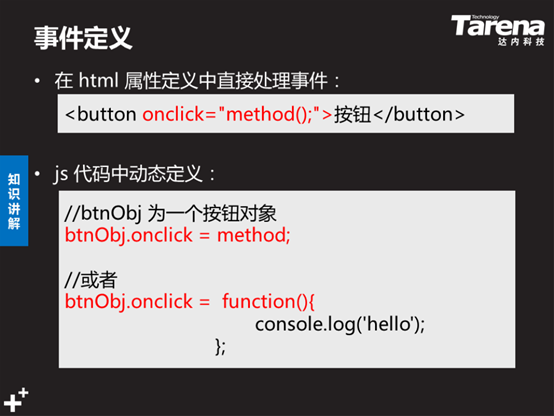 事件定义
Technology
Tarena
达内科技
• 在 html 属性定义中直接处理事件：
<button onclick="method();">按钮</button>
知识讲解
• js 代码中动态定义：
//btnObj 为一个按钮对象
btnObj.onclick = method;
//或者
btnObj.onclick = function(){
console.log('hello');
};